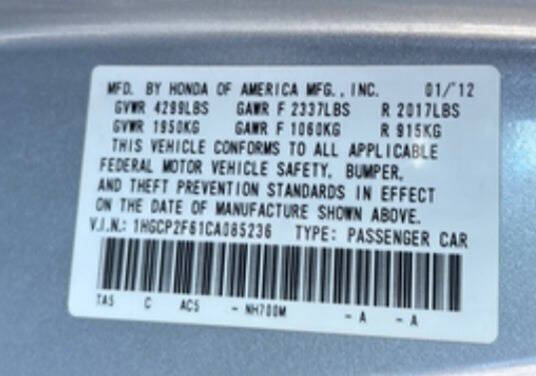 MFD. BY HONDA OF AMERICA MFG., INC. 01/'12
GVWR 4299LBS GAWR F 2337LBS R 2017LBS
GVWR 1950KG GAWR F 1060KG R 915KG
THIS VEHICLE CONFORMS TO ALL APPLICABLE
FEDERAL MOTOR VEHICLE SAFETY, BUMPER,
AND THEFT PREVENTION STANDARDS IN EFFECT
ON THE DATE OF MANUFACTURE SHOWN ABOVE.
V.I.N.: 1HGCP2F61CA085236 TYPE: PASSENGER CAR
TA5 C AC5 - NH700M - A - A